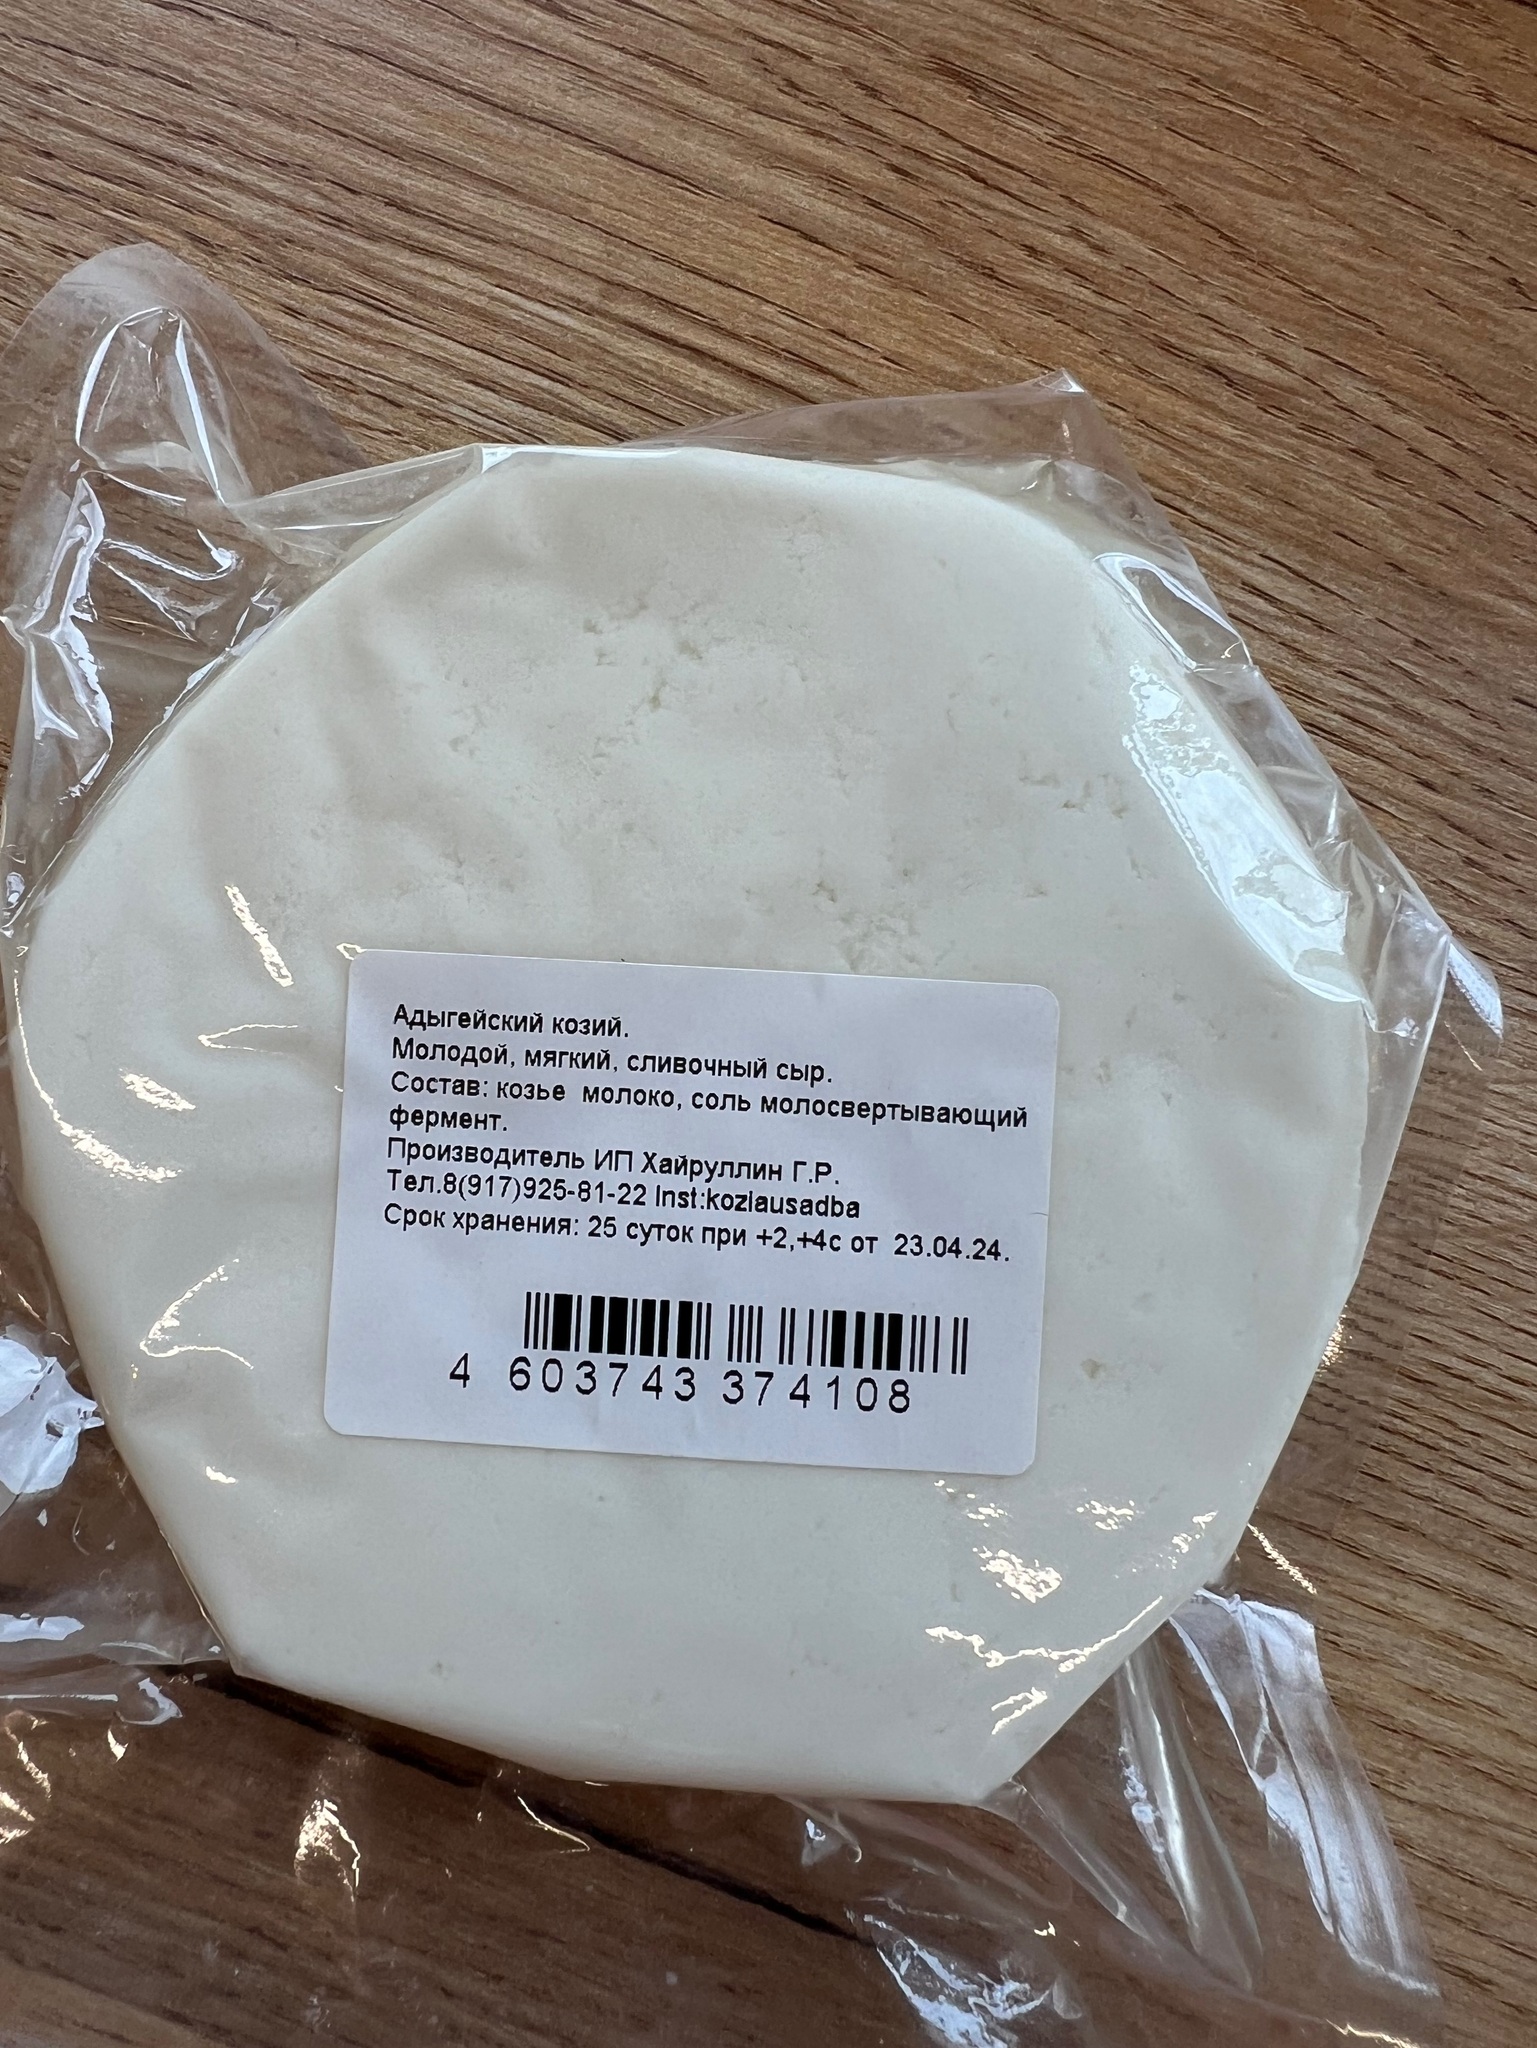 Адыгейский козий.
Молодой, мягкий, сливочный сыр.
Состав: козье молоко, соль молосвертывающий
фермент.
Производитель ИП Хайруллин Г.Р.
Тел.8(917)925-81-22 Inst:kozlausadba
Срок хранения: 25 суток при +2,+4с от 23.04.24.
4 603743 374108